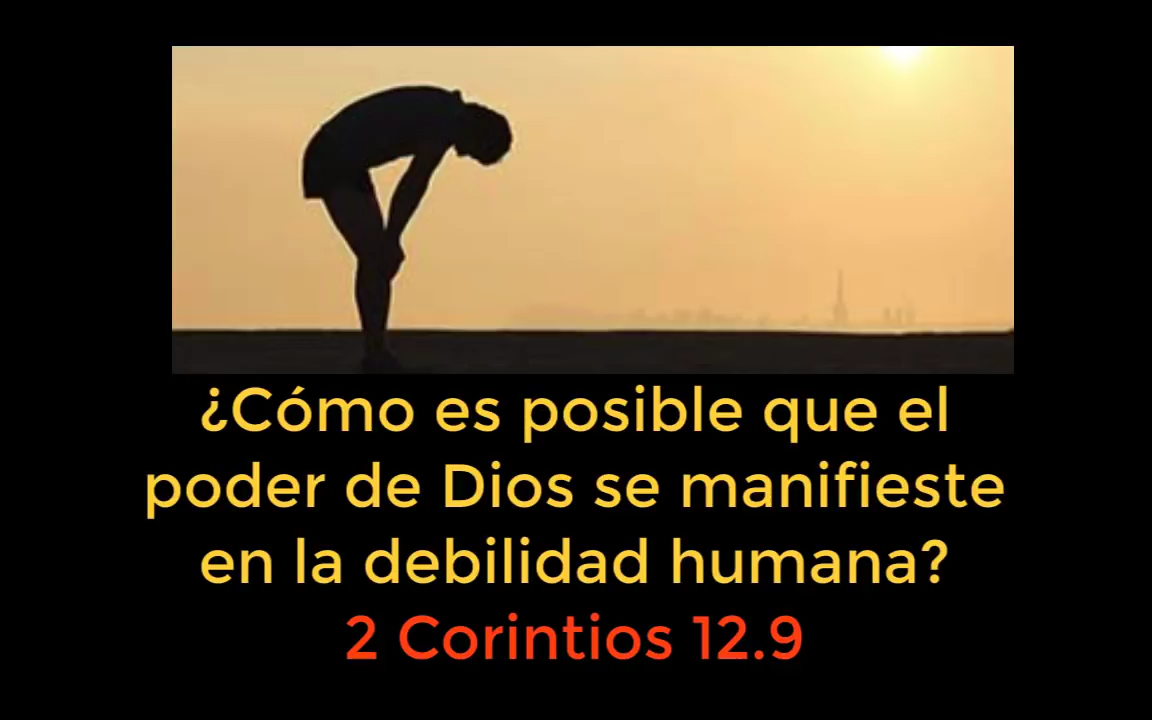 ¿Cómo es posible que el
poder de Dios se manifieste
en la debilidad humana?
2 Corintios 12.9